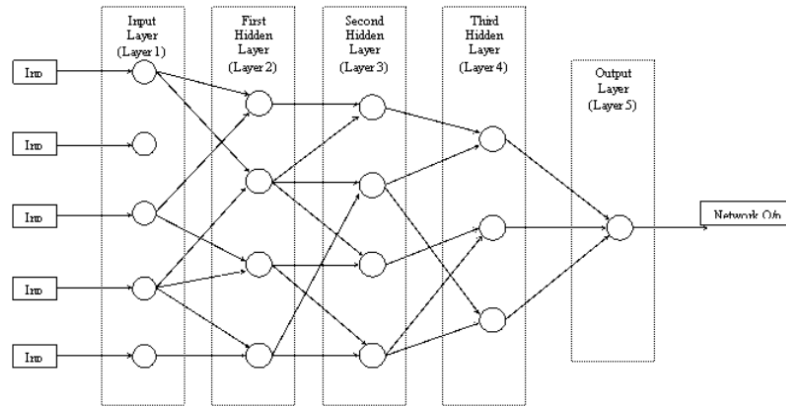 Input
Layer
(Layer 1)
First
Hidden
Layer
(Layer 2)
Second
Hidden
Layer
(Layer 3)
Third
Hidden
Layer
(Layer 4)
Output
Layer
(Layer 5)
Inp
Inp
Inp
Inp
Inp
Network O/p